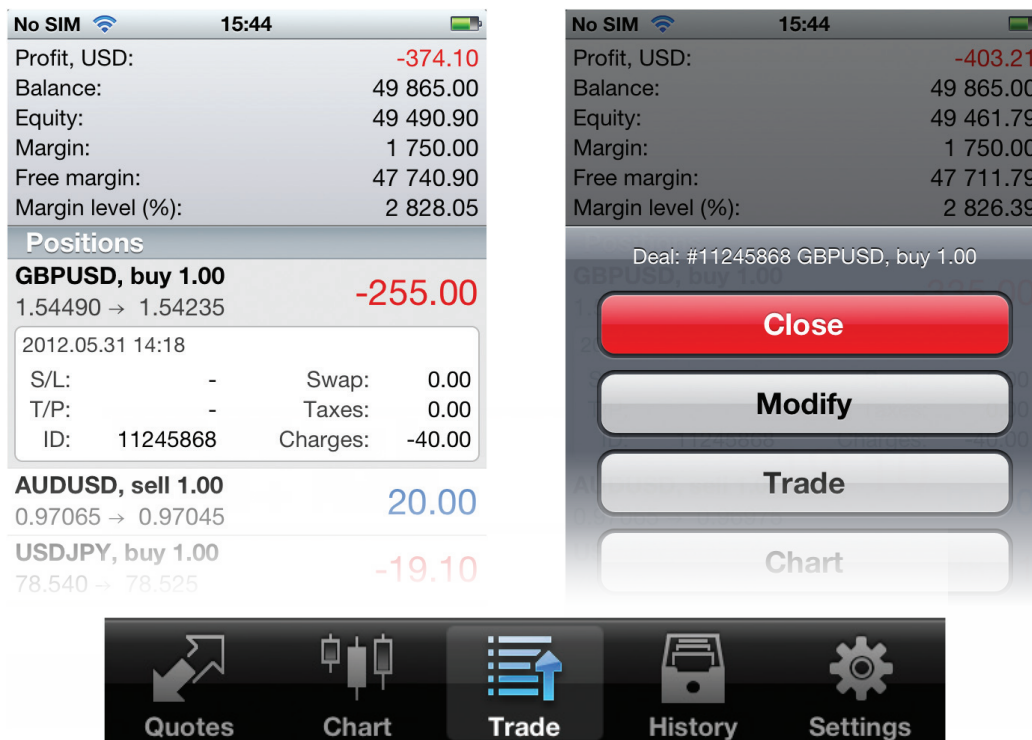 No SIM 15:44
Profit, USD: -374.10
Balance: 49 865.00
Equity: 49 490.90
Margin: 1 750.00
Free margin: 47 740.90
Margin level (%): 2 828.05
Positions
GBPUSD, buy 1.00 -255.00
1.54490 → 1.54235
2012.05.31 14:18
S/L: - Swap: 0.00
T/P: - Taxes: 0.00
ID: 11245868 Charges: -40.00
AUDUSD, sell 1.00 20.00
0.97065 → 0.97045
USDJPY, buy 1.00 -19.10
78.540 → 78.525
No SIM 15:44
Profit, USD: -403.21
Balance: 49 865.00
Equity: 49 461.79
Margin: 1 750.00
Free margin: 47 711.79
Margin level (%): 2 826.39
Deal: #11245868 GBPUSD, buy 1.00
Close
Modify
Trade
Chart
Quotes Chart Trade History Settings